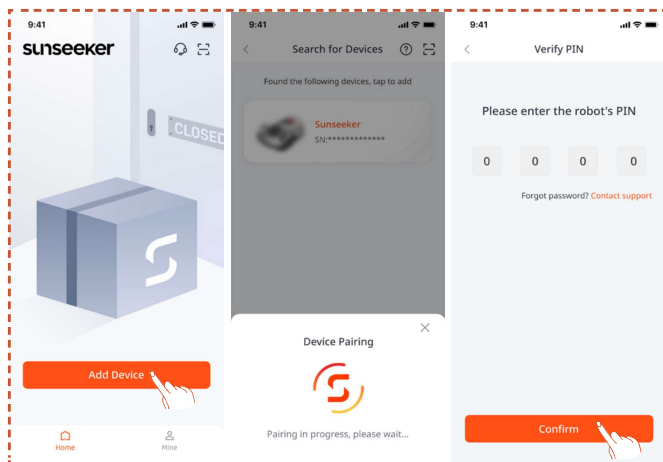 9:41
sunseeker
CLOSED
Add Device
Home
Mine
9:41
Search for Devices
Found the following devices, tap to add
Sunseeker
SN:*************
Device Pairing
Pairing in progress, please wait...
9:41
Verify PIN
Please enter the robot's PIN
0 0 0 0
Forgot password? Contact support
Confirm